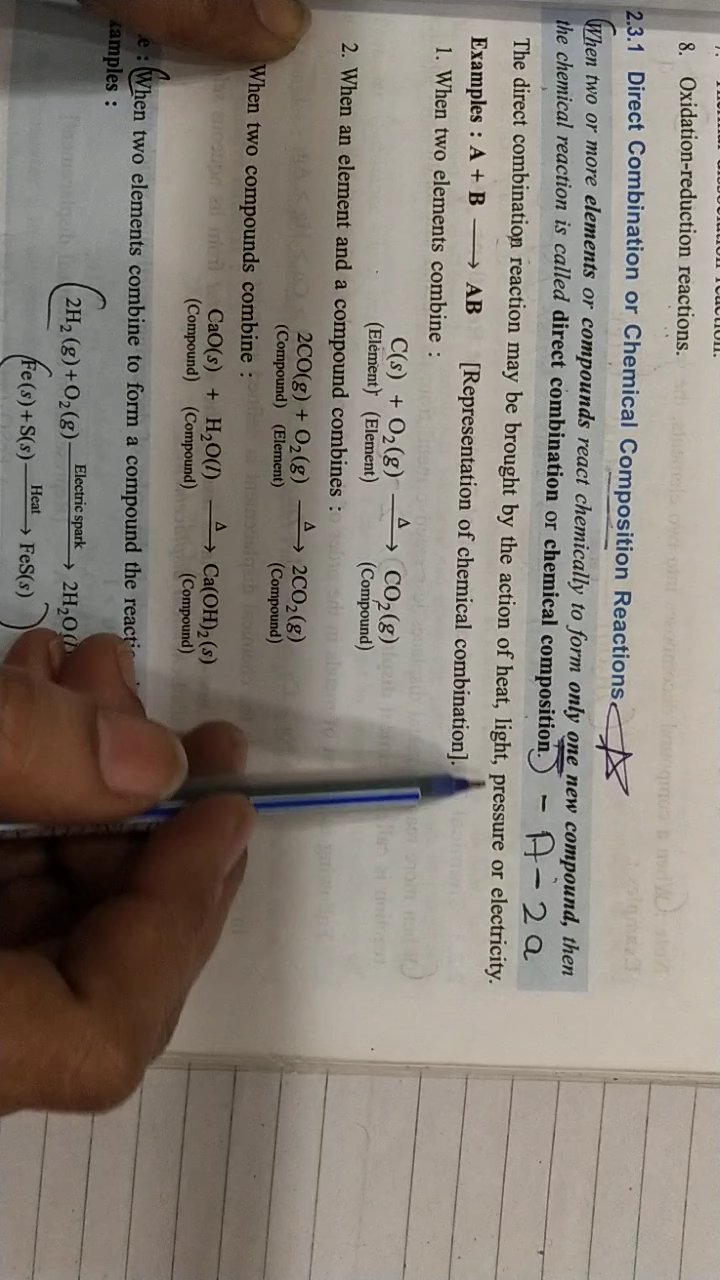 8. Oxidation-reduction reactions.
2.3.1 Direct Combination or Chemical Composition Reactions
When two or more elements or compounds react chemically to form only one new compound, then
the chemical reaction is called direct combination or chemical composition. - A - 2a
The direct combination reaction may be brought by the action of heat, light, pressure or electricity.
Examples : A + B ⟶ AB [Representation of chemical combination].
1. When two elements combine :
C(s) + O₂(g) —Δ→ CO₂(g)
(Element) (Element) (Compound)
2. When an element and a compound combines :
2CO(g) + O₂(g) —Δ→ 2CO₂(g)
(Compound) (Element) (Compound)
When two compounds combine :
CaO(s) + H₂O(l) —Δ→ Ca(OH)₂(s)
(Compound) (Compound) (Compound)
When two elements combine to form a compound the
2H₂(g) + O₂(g) —Electric spark→ 2H₂O(l
Fe(s) + S(s) —Heat→ FeS(s)